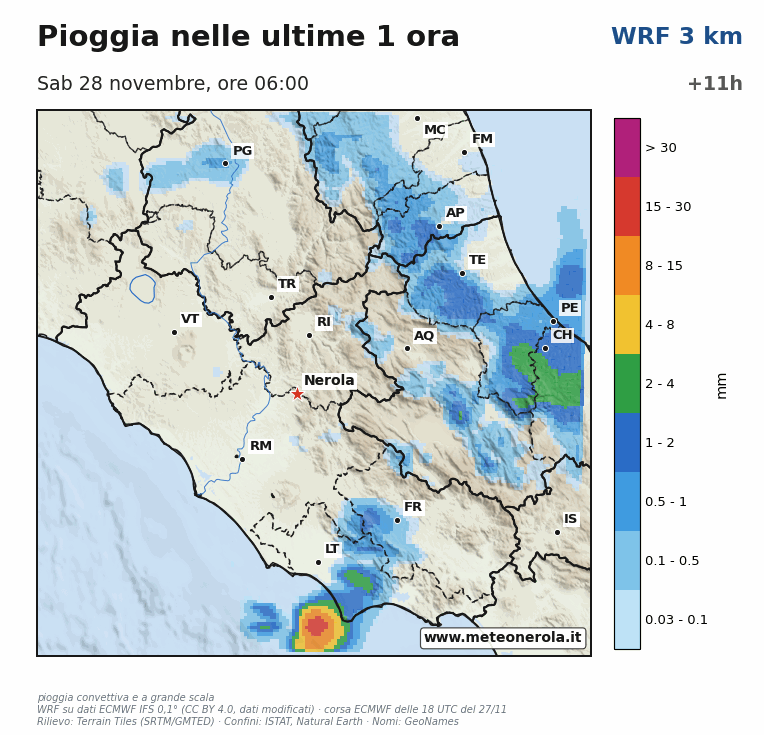 Pioggia nelle ultime 1 ora
WRF 3 km
Sab 28 novembre, ore 06:00
+11h
MC
FM
PG
AP
TE
TR
PE
VT
RI
AQ
CH
Nerola
RM
FR
IS
LT
www.meteonerola.it
> 30
15 - 30
8 - 15
4 - 8
2 - 4
1 - 2
0.5 - 1
0.1 - 0.5
0.03 - 0.1
mm
pioggia convettiva e a grande scala
WRF su dati ECMWF IFS 0,1° (CC BY 4.0, dati modificati) · corsa ECMWF delle 18 UTC del 27/11
Rilievo: Terrain Tiles (SRTM/GMTED) · Confini: ISTAT, Natural Earth · Nomi: GeoNames